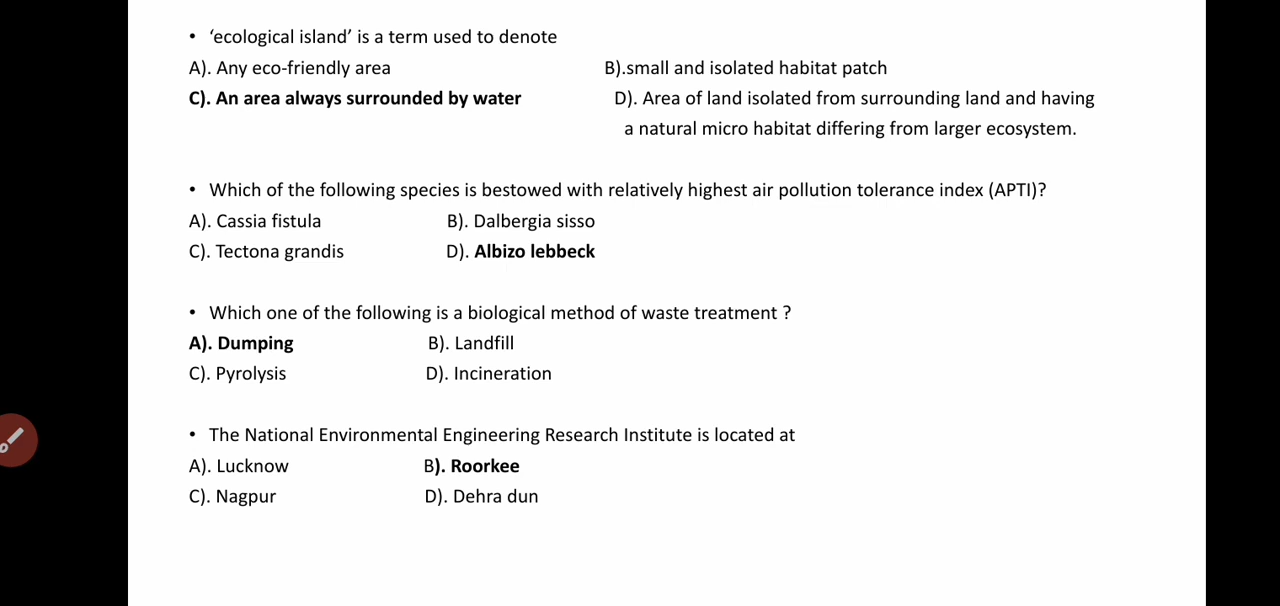 • ‘ecological island’ is a term used to denote
A). Any eco-friendly area B).small and isolated habitat patch
C). An area always surrounded by water D). Area of land isolated from surrounding land and having
a natural micro habitat differing from larger ecosystem.
• Which of the following species is bestowed with relatively highest air pollution tolerance index (APTI)?
A). Cassia fistula B). Dalbergia sisso
C). Tectona grandis D). Albizo lebbeck
• Which one of the following is a biological method of waste treatment ?
A). Dumping B). Landfill
C). Pyrolysis D). Incineration
• The National Environmental Engineering Research Institute is located at
A). Lucknow B). Roorkee
C). Nagpur D). Dehra dun